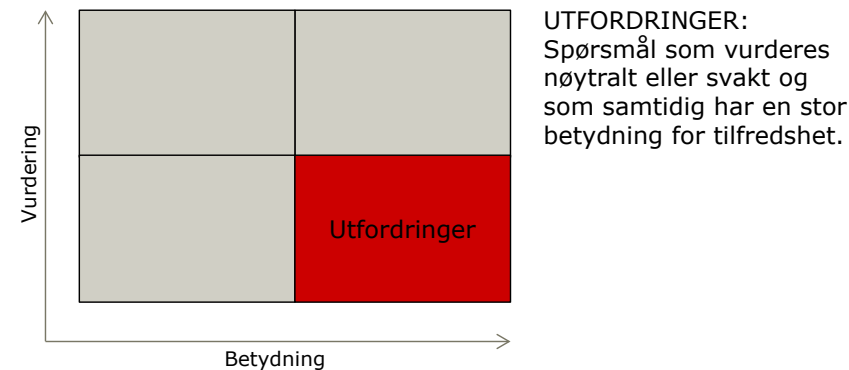 UTFORDRINGER:
Spørsmål som vurderes
nøytralt eller svakt og
som samtidig har en stor
betydning for tilfredshet.
Vurdering
Utfordringer
Betydning